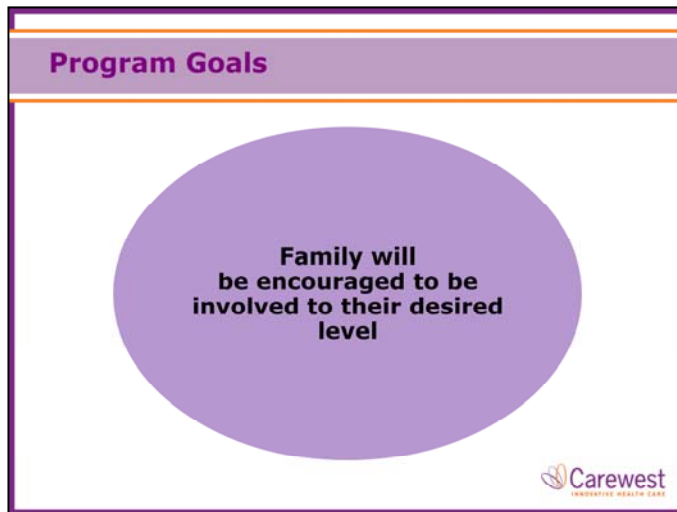 Program Goals
Family will
be encouraged to be
involved to their desired
level
Carewest
INNOVATIVE HEALTH CARE